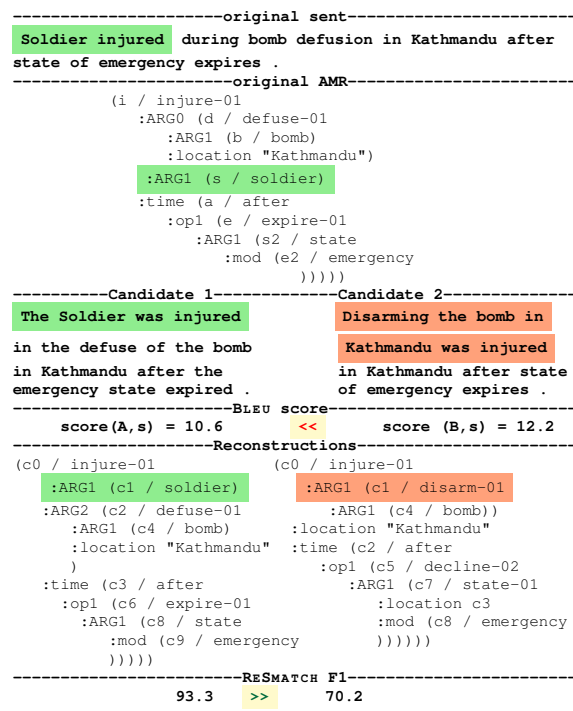 -----------------------original sent-----------------------
Soldier injured during bomb defusion in Kathmandu after
state of emergency expires .
-----------------------original AMR-----------------------
(i / injure-01
:ARG0 (d / defuse-01
:ARG1 (b / bomb)
:location "Kathmandu")
:ARG1 (s / soldier)
:time (a / after
:op1 (e / expire-01
:ARG1 (s2 / state
:mod (e2 / emergency
)))))
----------Candidate 1-------------Candidate 2-------------
The Soldier was injured
in the defuse of the bomb
in Kathmandu after the
emergency state expired .
Disarming the bomb in
Kathmandu was injured
in Kathmandu after state
of emergency expires .
-----------------------BLEU score-----------------------
score(A,s) = 10.6 << score (B,s) = 12.2
---------------------Reconstructions---------------------
(c0 / injure-01
:ARG1 (c1 / soldier)
:ARG2 (c2 / defuse-01
:ARG1 (c4 / bomb)
:location "Kathmandu"
)
:time (c3 / after
:op1 (c6 / expire-01
:ARG1 (c8 / state
:mod (c9 / emergency
)))))
(c0 / injure-01
:ARG1 (c1 / disarm-01
:ARG1 (c4 / bomb))
:location "Kathmandu"
:time (c2 / after
:op1 (c5 / decline-02
:ARG1 (c7 / state-01
:location c3
:mod (c8 / emergency
))))))
------------------------RESMATCH F1------------------------
93.3 >> 70.2